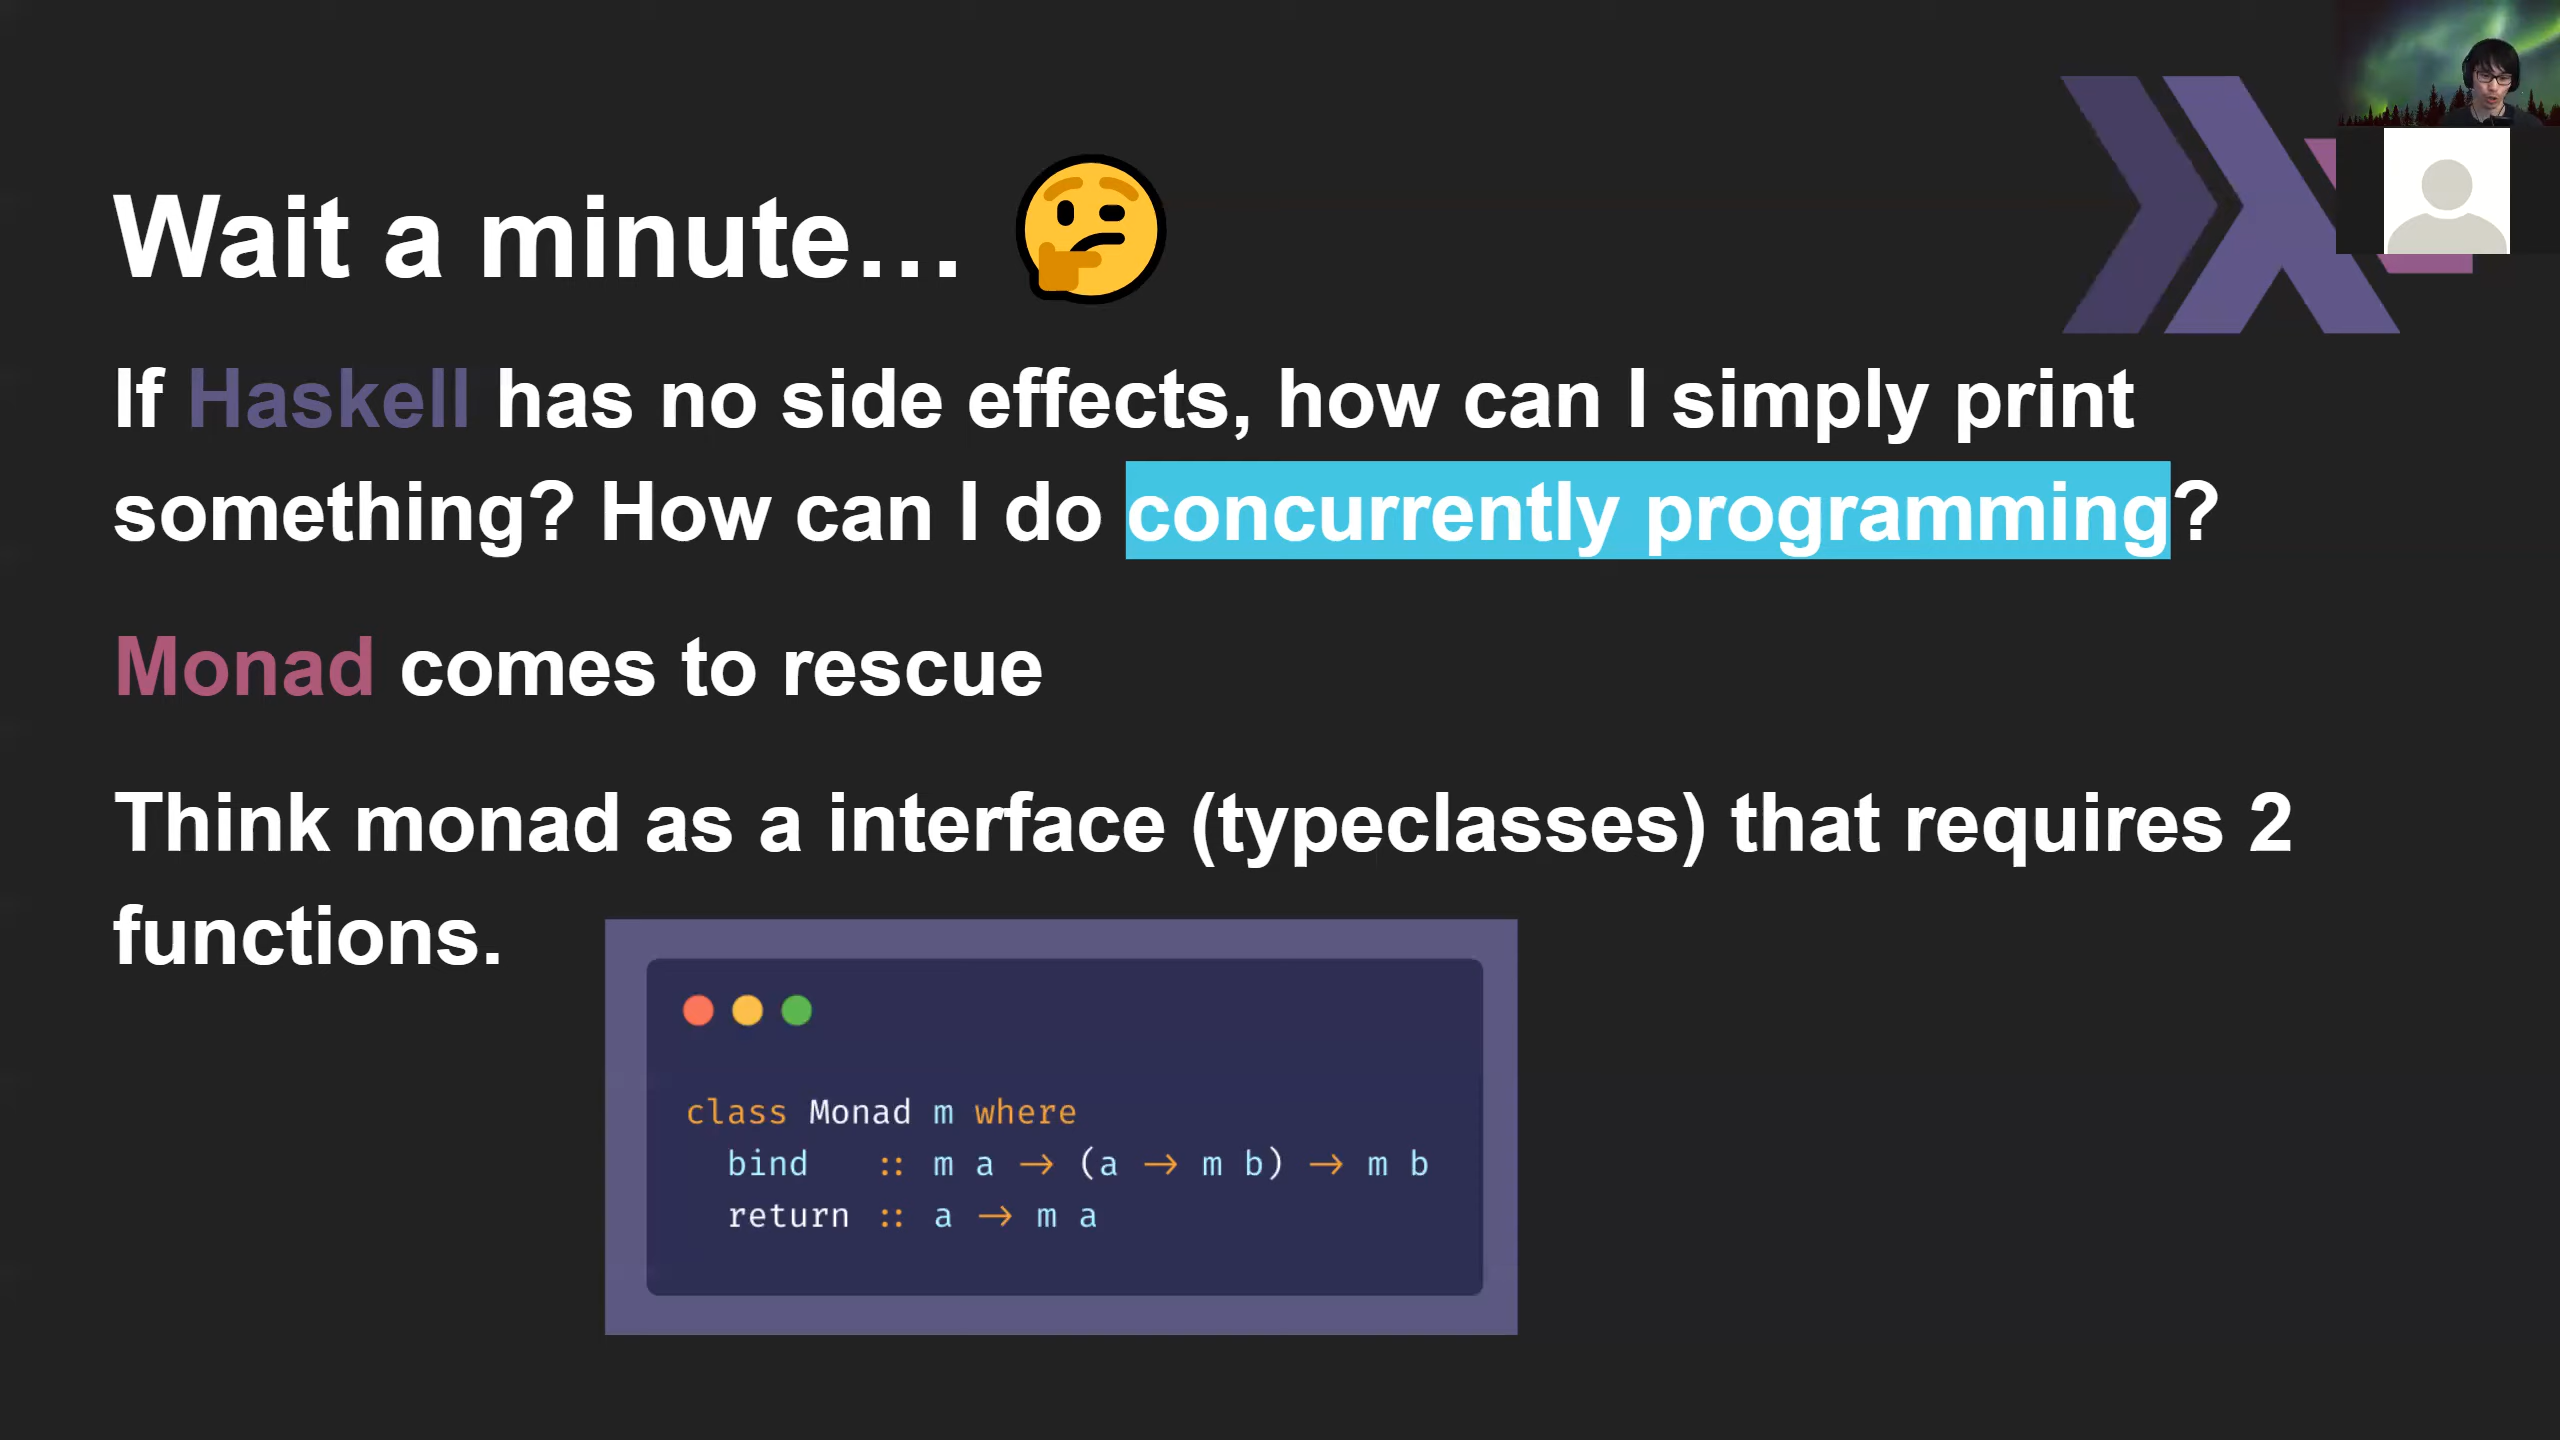 Wait a minute… 🤔
If Haskell has no side effects, how can I simply print
something? How can I do concurrently programming?
Monad comes to rescue
Think monad as a interface (typeclasses) that requires 2
functions.
class Monad m where
  bind   :: m a → (a → m b) → m b
  return :: a → m a